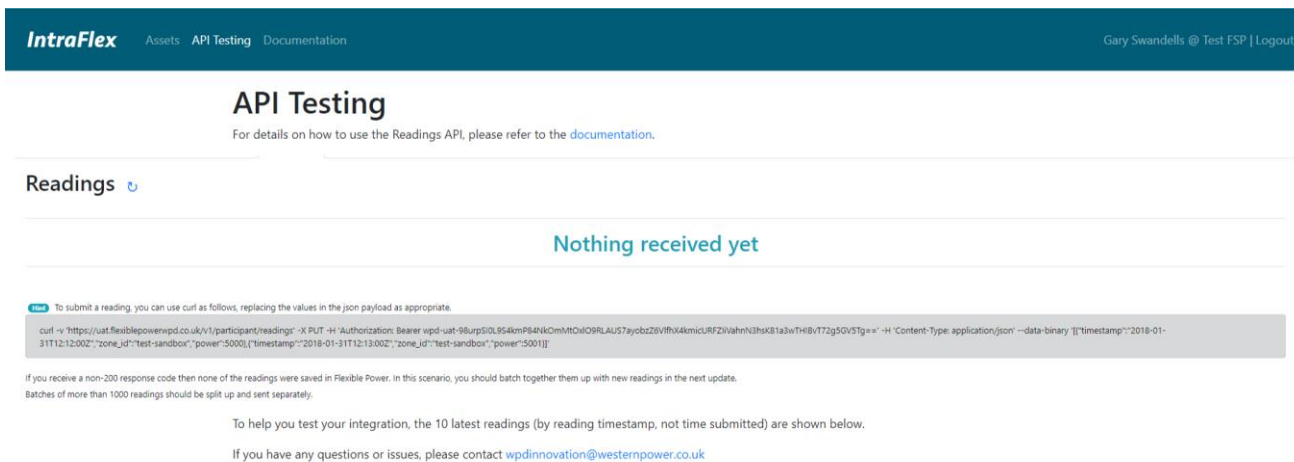 IntraFlex Assets API Testing Documentation Gary Swandells @ Test FSP | Logout
API Testing
For details on how to use the Readings API, please refer to the documentation.
Readings
Nothing received yet
Hint To submit a reading, you can use curl as follows, replacing the values in the json payload as appropriate.
curl -v 'https://uat.flexiblepowerwpd.co.uk/v1/participant/readings' -X PUT -H 'Authorization: Bearer ' -H 'Content-Type: application/json' --data-binary '[{"timestamp":"2018-01-
31T12:12:00Z","zone_id":"test-sandbox","power":5000},{"timestamp":"2018-01-31T12:13:00Z","zone_id":"test-sandbox","power":5001}]'
If you receive a non-200 response code then none of the readings were saved in Flexible Power. In this scenario, you should batch together them up with new readings in the next update.
Batches of more than 1000 readings should be split up and sent separately.
To help you test your integration, the 10 latest readings (by reading timestamp, not time submitted) are shown below.
If you have any questions or issues, please contact wpdinnovation@westernpower.co.uk